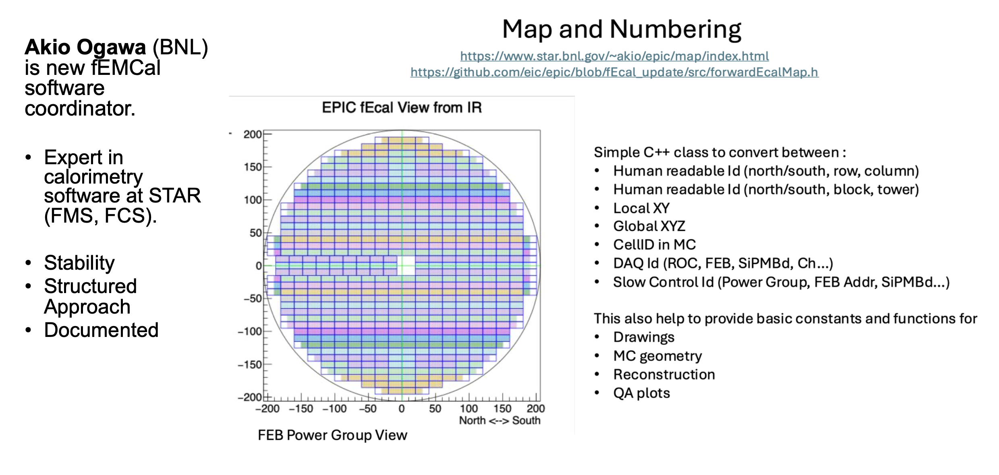 Map and Numbering
https://www.star.bnl.gov/~akio/epic/map/index.html
https://github.com/eic/epic/blob/fEcal_update/src/forwardEcalMap.h
Akio Ogawa (BNL)
is new fEMCal
software
coordinator.
• Expert in
calorimetry
software at STAR
(FMS, FCS).
• Stability
• Structured
Approach
• Documented
EPIC fEcal View from IR
200
150
100
50
0
−50
−100
−150
−200
−200 −150 −100 −50 0 50 100 150 200
North <--> South
FEB Power Group View
Simple C++ class to convert between :
• Human readable Id (north/south, row, column)
• Human readable Id (north/south, block, tower)
• Local XY
• Global XYZ
• CellID in MC
• DAQ Id (ROC, FEB, SiPMBd, Ch...)
• Slow Control Id (Power Group, FEB Addr, SiPMBd...)
This also help to provide basic constants and functions for
• Drawings
• MC geometry
• Reconstruction
• QA plots